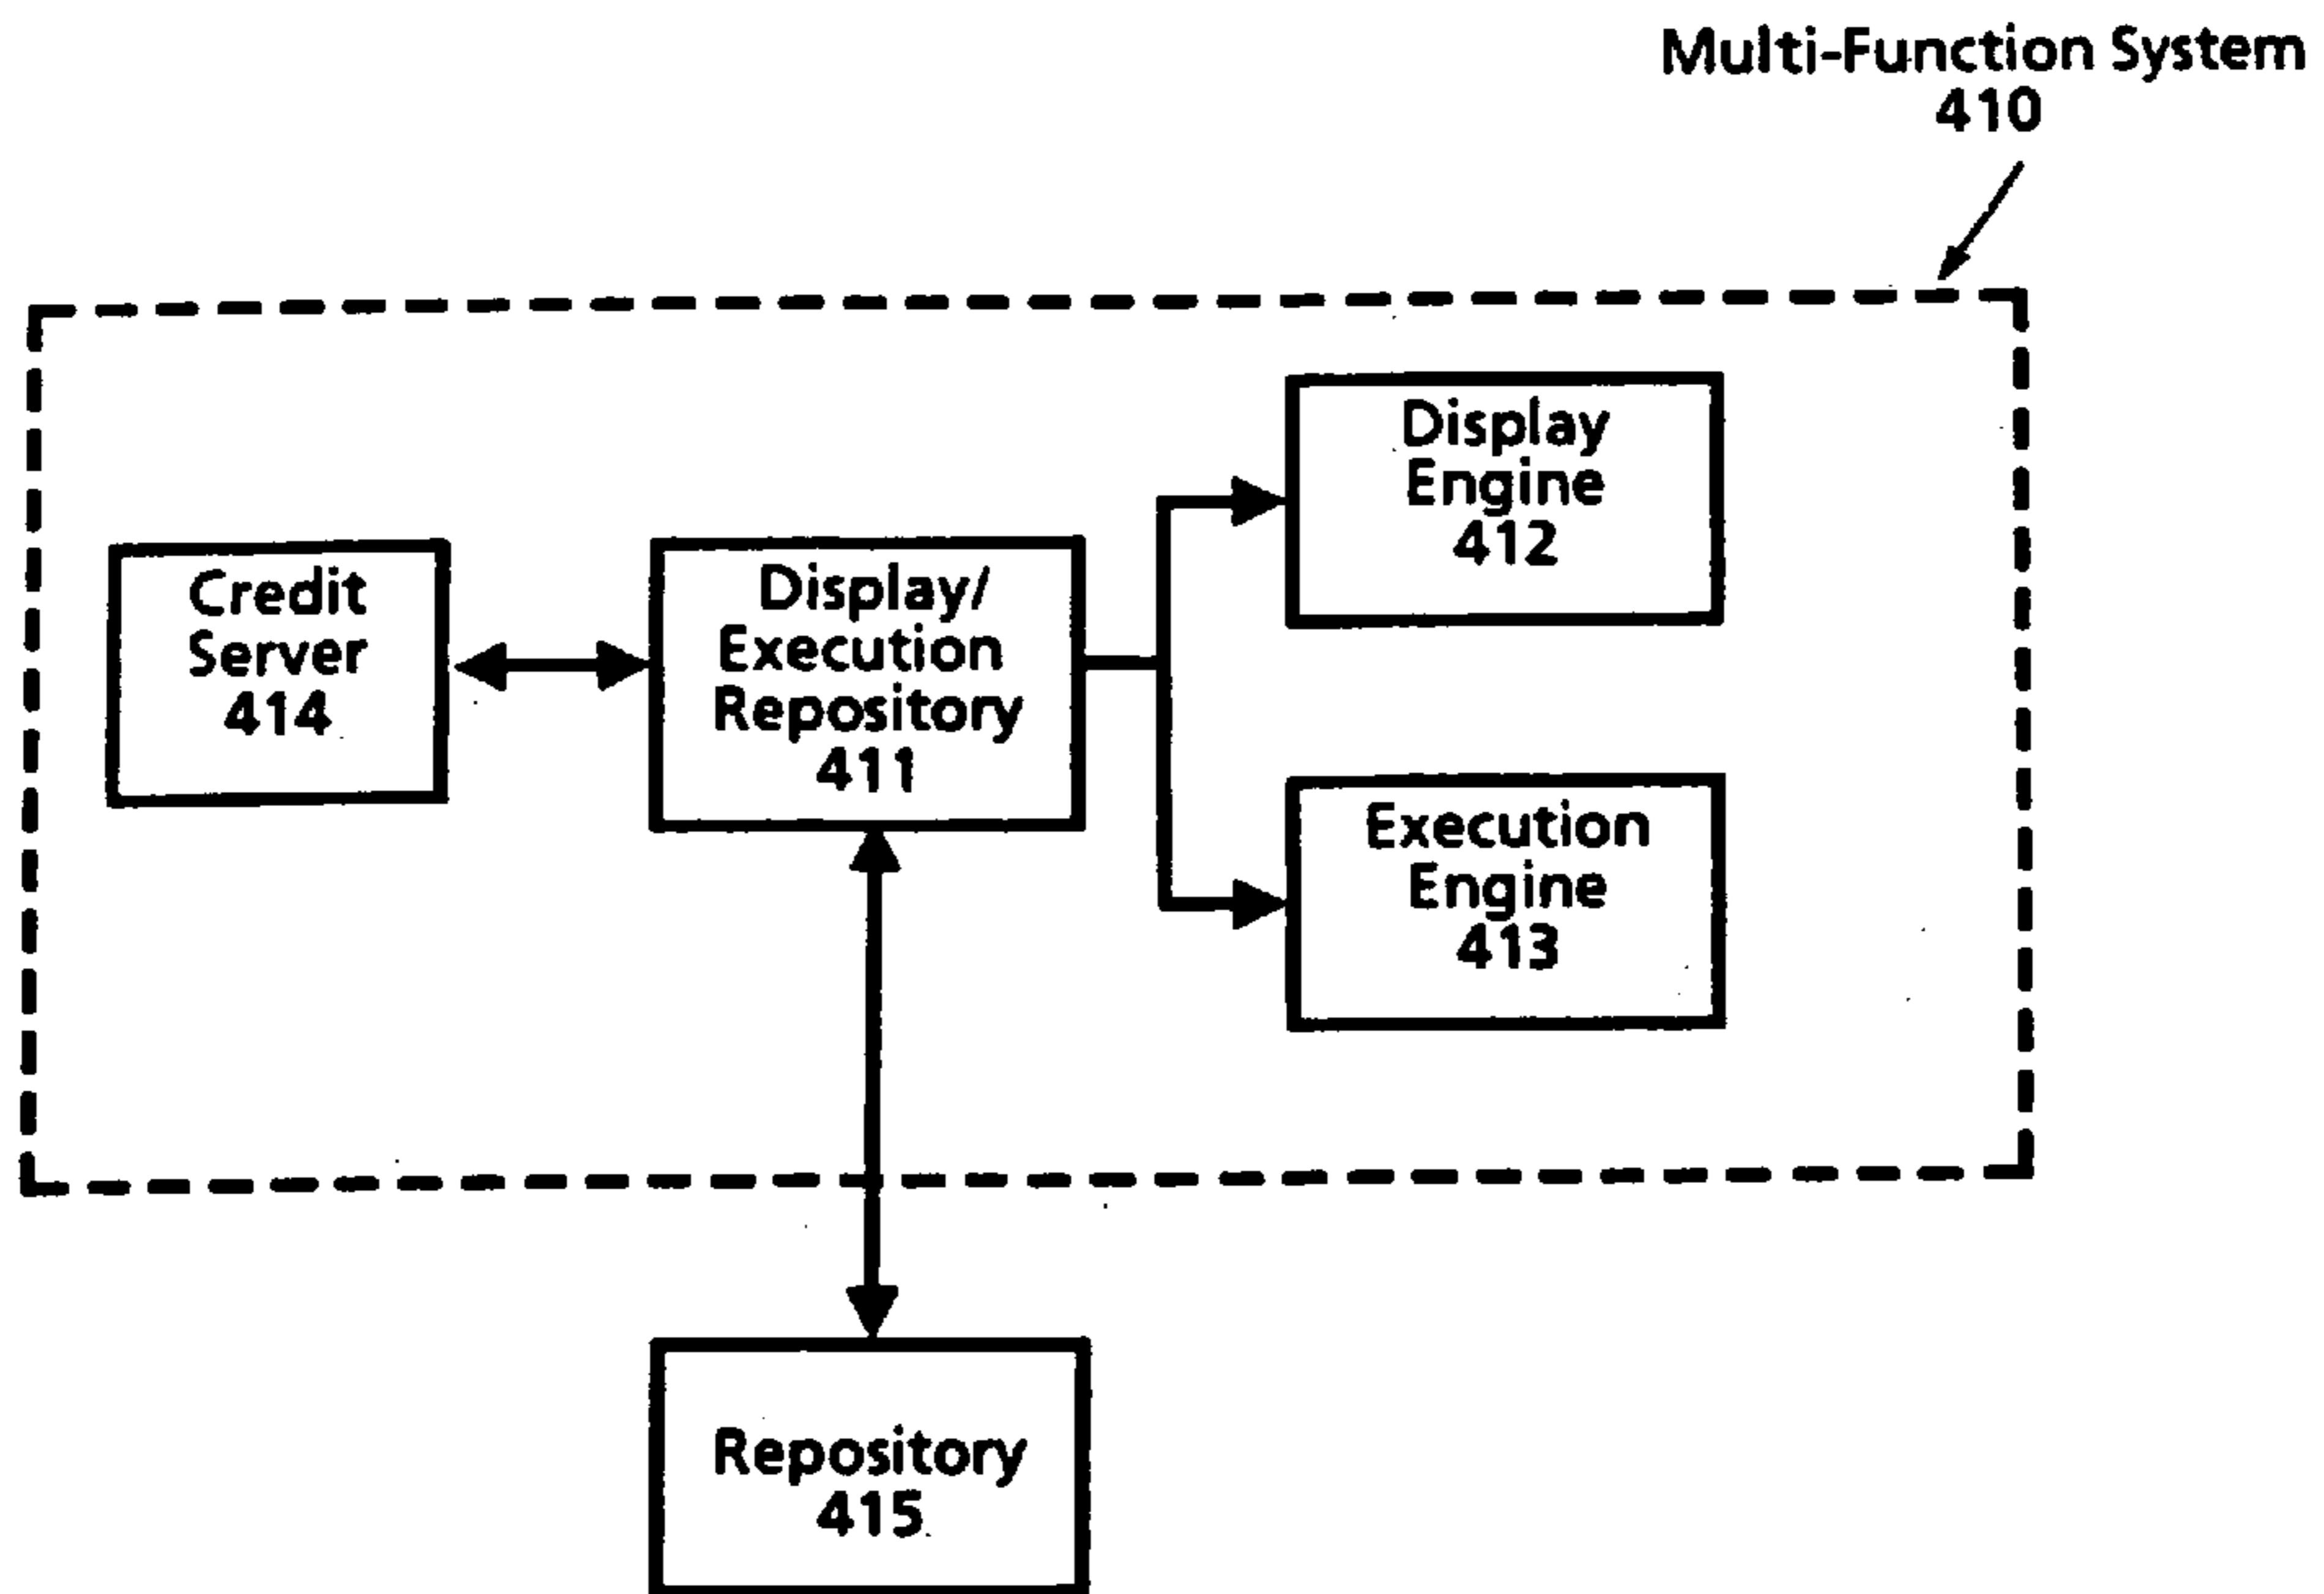 Multi-Function System
410
Display
Engine
412
Credit
Server
414
Display/
Execution
Repository
411
Execution
Engine
413
Repository
415